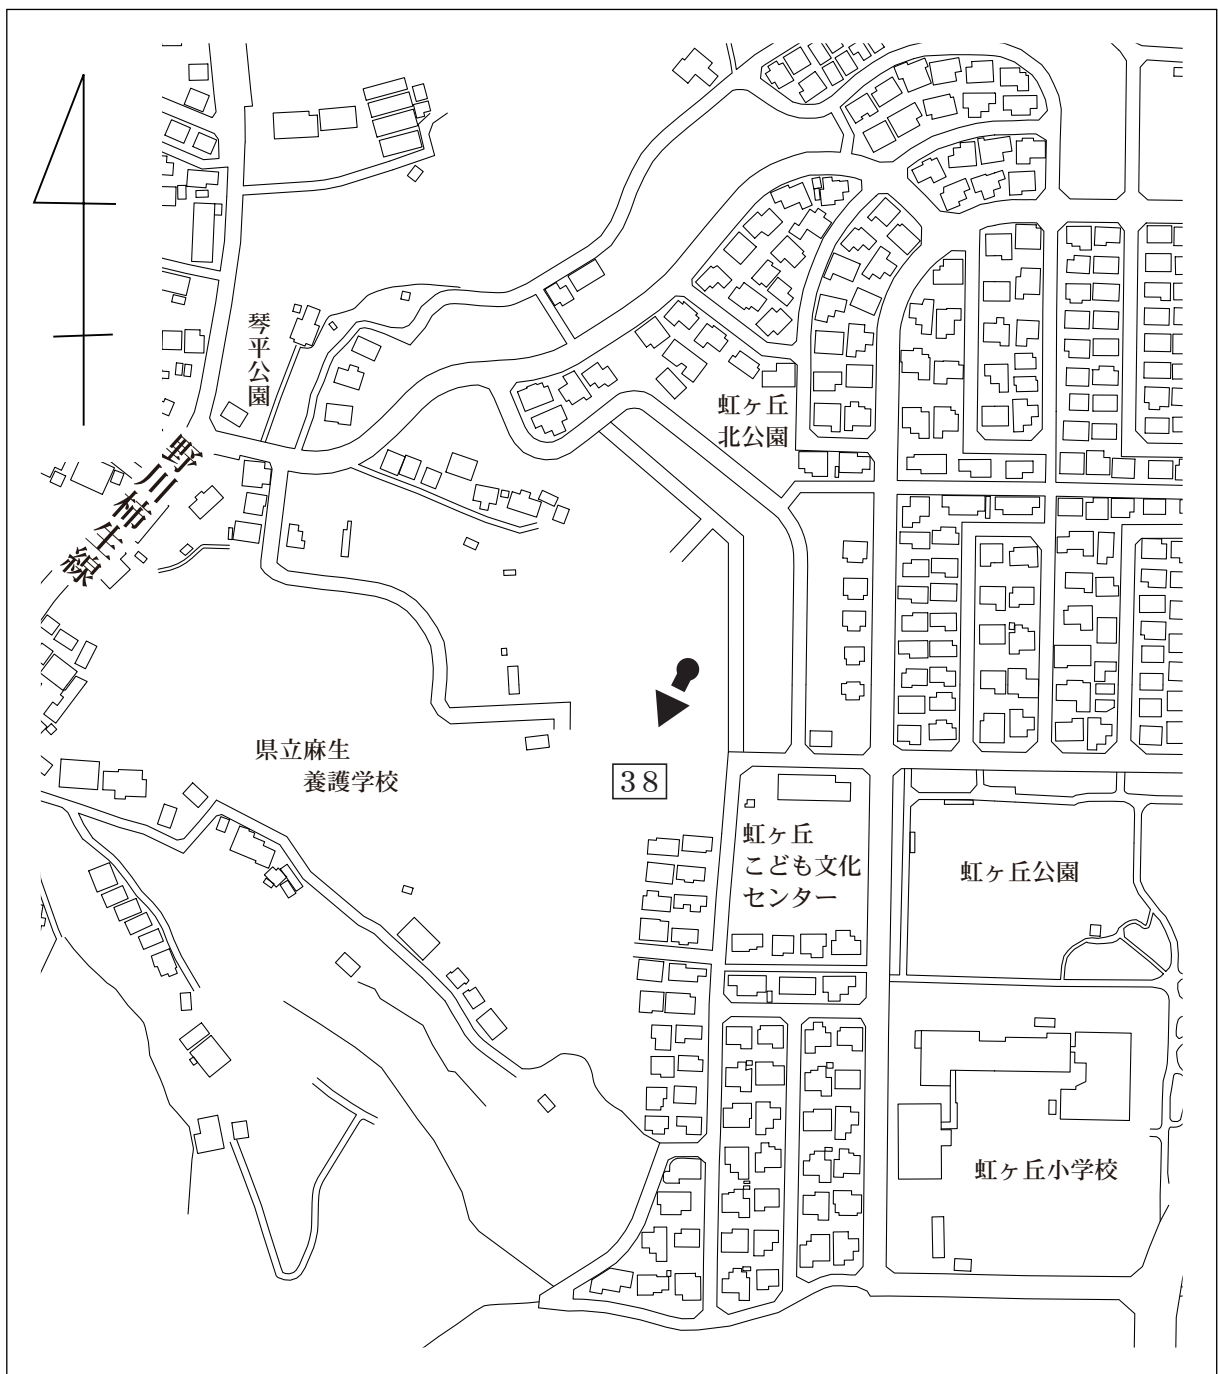 琴平公園
虹ヶ丘
北公園
野川柿生線
県立麻生
養護学校
38
虹ヶ丘
こども文化
センター
虹ヶ丘公園
虹ヶ丘小学校